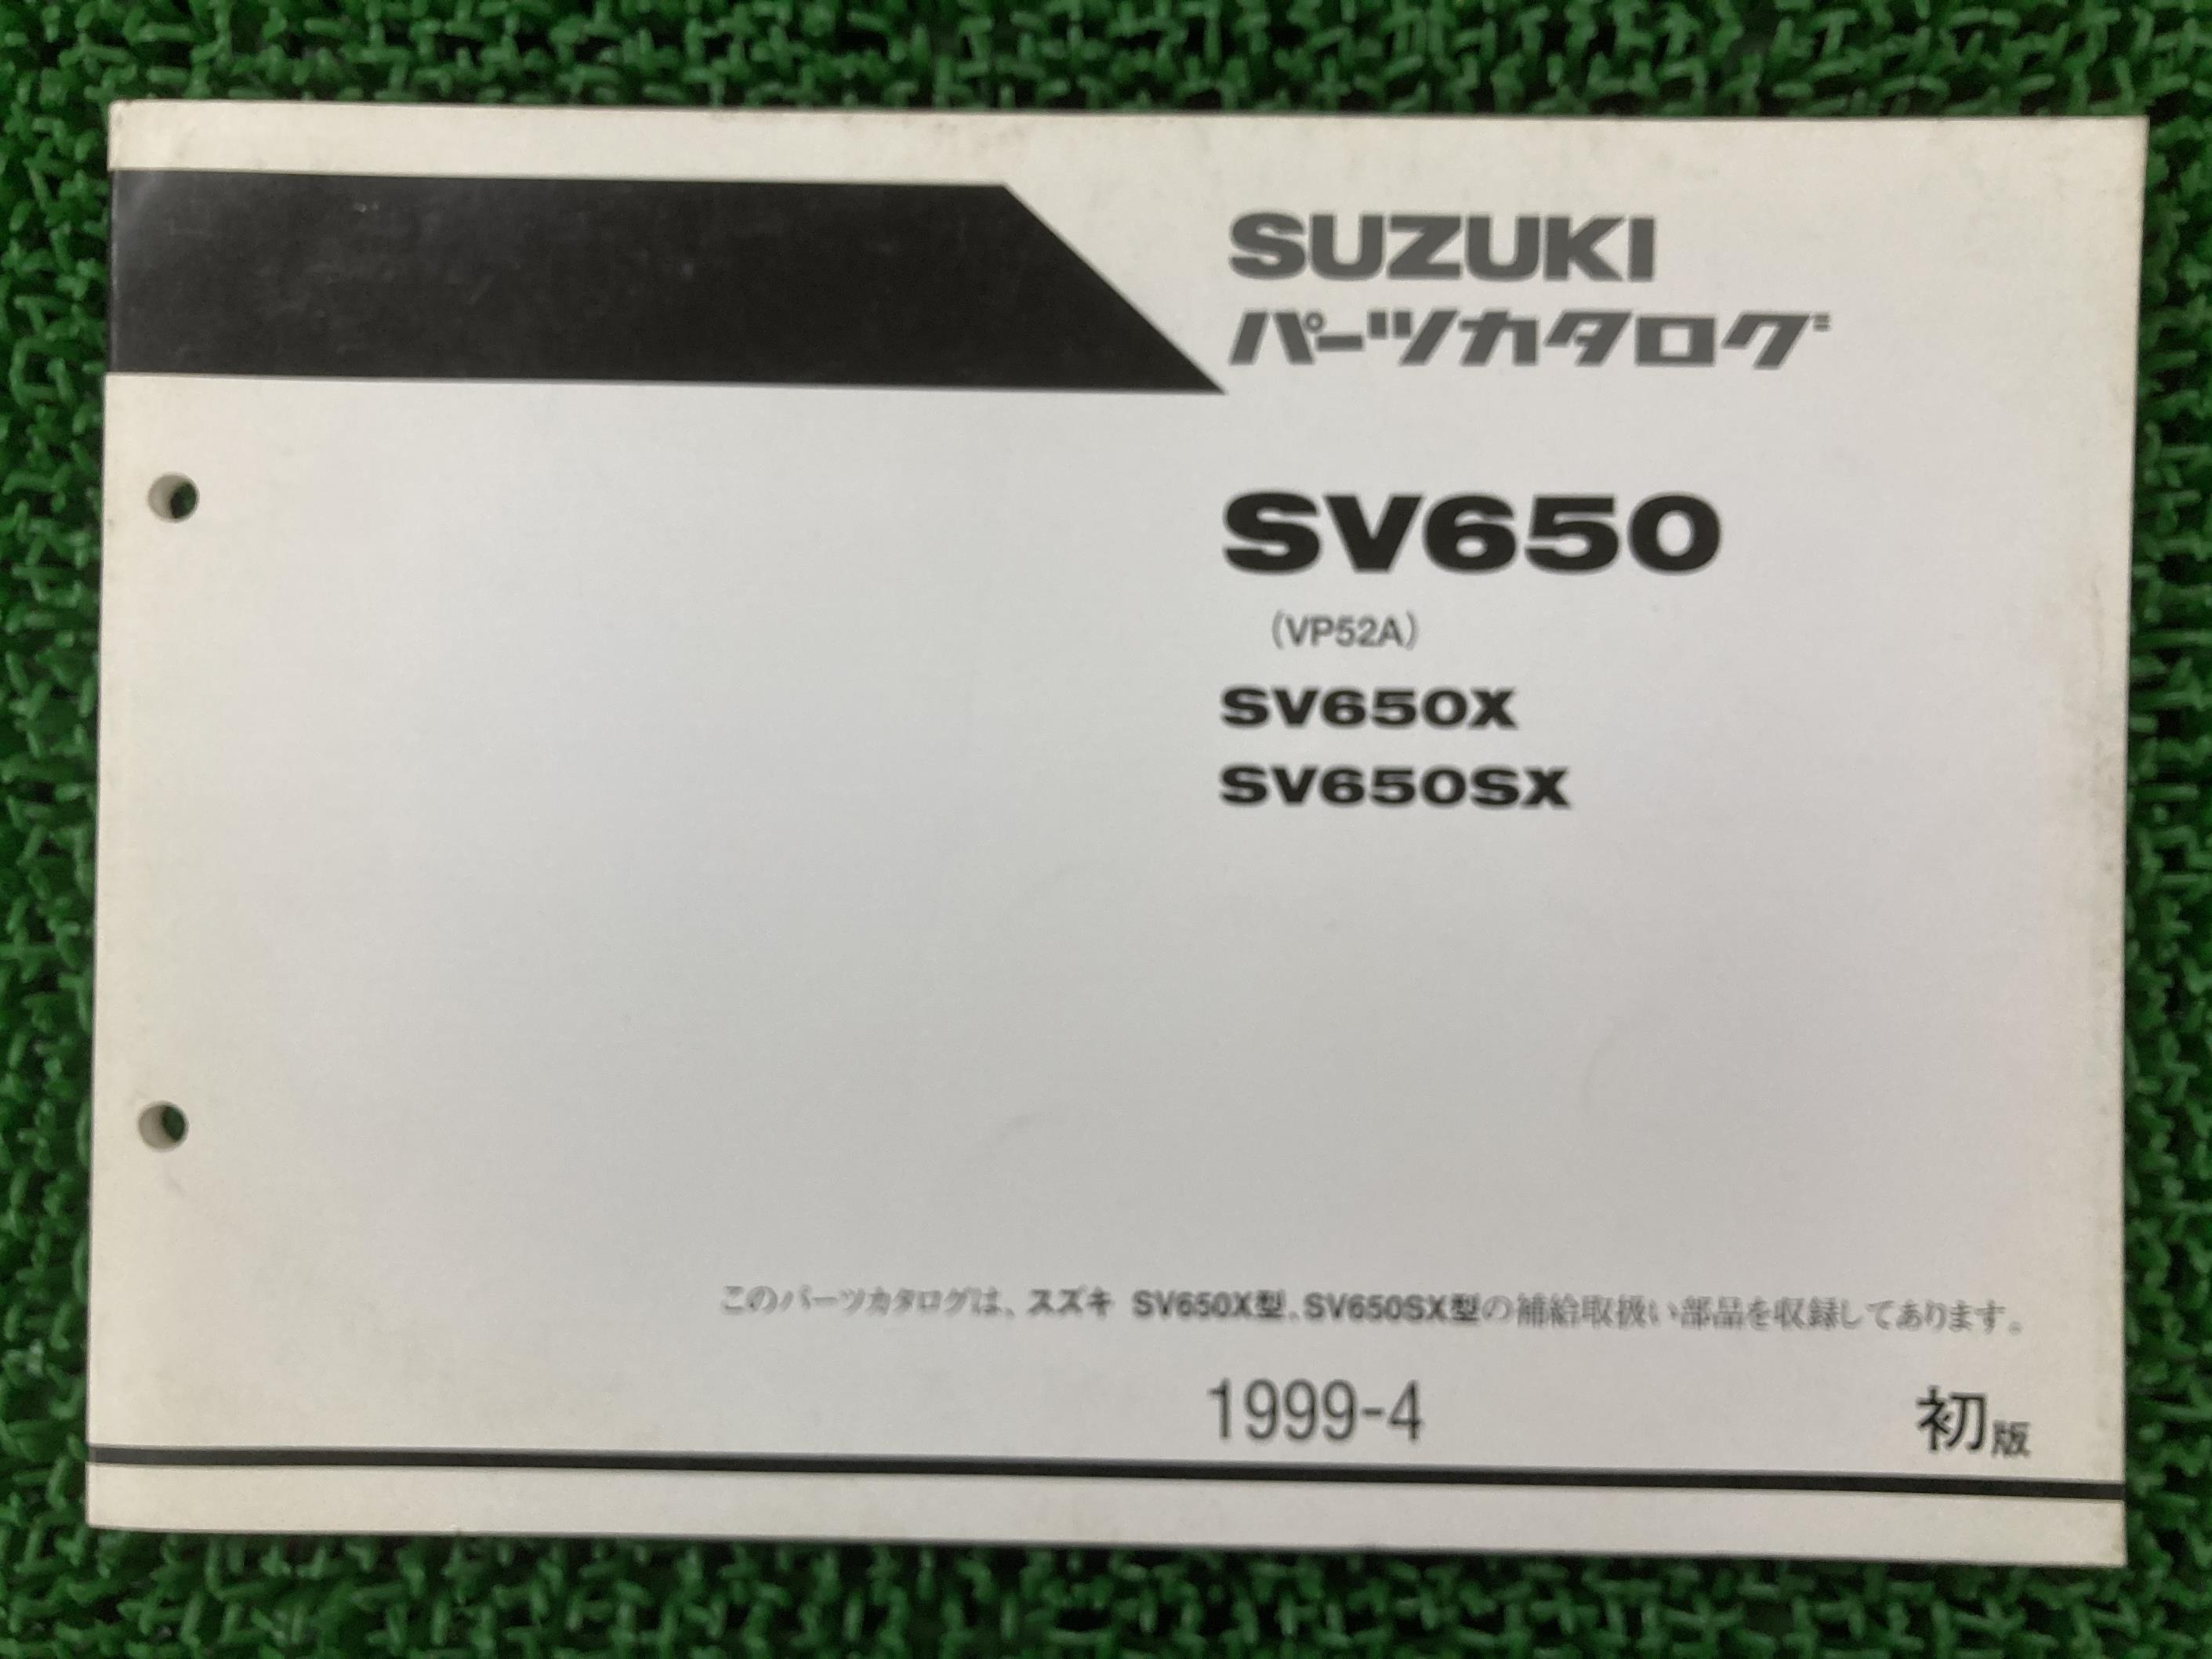 SUZUKI
パーツカタログ
SV650
(VP52A)
SV650X
SV650SX
このパーツカタログは、スズキ SV650X型、SV650SX型の補給取扱い部品を収録してあります。
1999-4
初版